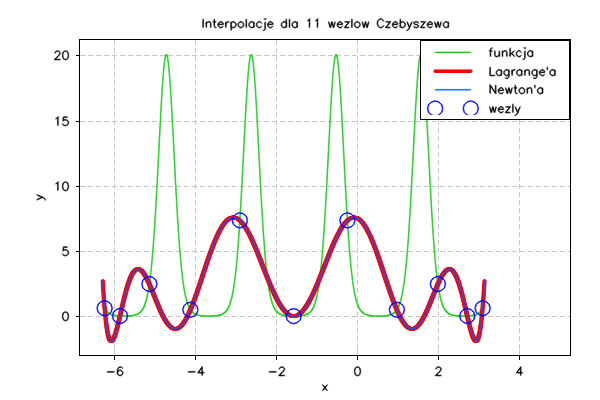 Interpolacje dla 11 wezlow Czebyszewa
funkcja
Lagrange'a
Newton'a
wezly
20
15
10
5
0
y
−6 −4 −2 0 2 4
x